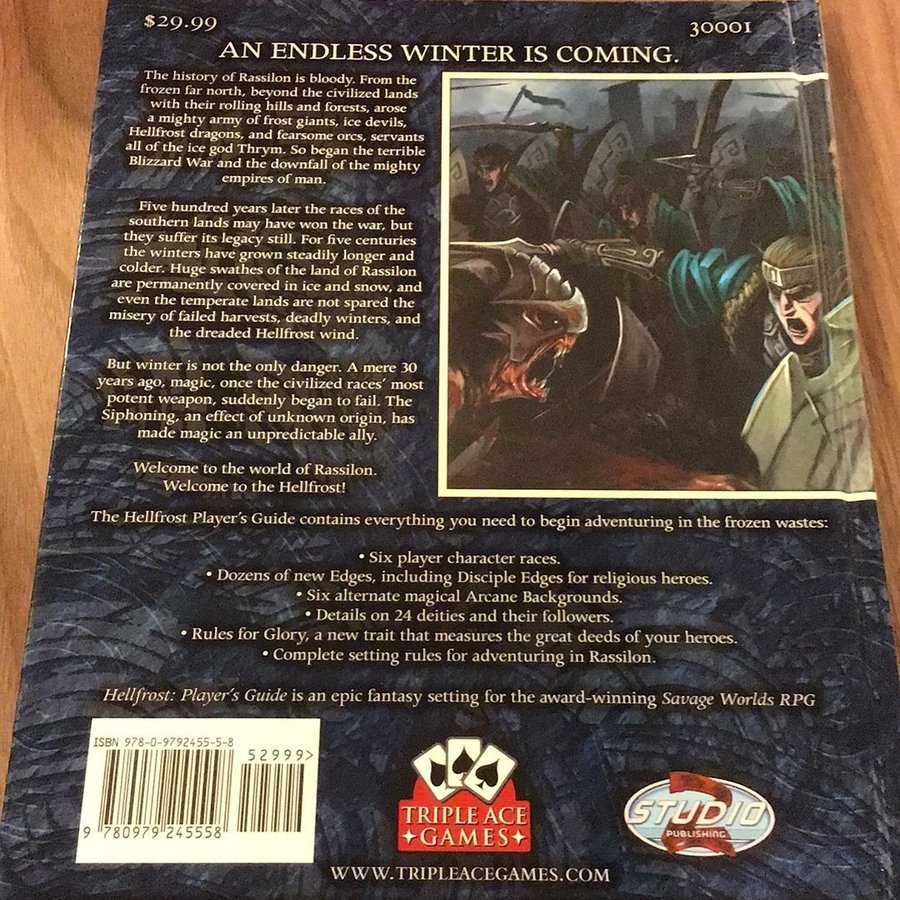 $29.99
30001
AN ENDLESS WINTER IS COMING.
The history of Rassilon is bloody. From the
frozen far north, beyond the civilized lands
with their rolling hills and forests, arose
a mighty army of frost giants, ice devils,
Hellfrost dragons, and fearsome orcs, servants
all of the ice god Thrym. So began the terrible
Blizzard War and the downfall of the mighty
empires of man.
Five hundred years later the races of the
southern lands may have won the war, but
they suffer its legacy still. For five centuries
the winters have grown steadily longer and
colder. Huge swathes of the land of Rassilon
are permanently covered in ice and snow, and
even the temperate lands are not spared the
misery of failed harvests, deadly winters, and
the dreaded Hellfrost wind.
But winter is not the only danger. A mere 30
years ago, magic, once the civilized races' most
potent weapon, suddenly began to fail. The
Siphoning, an effect of unknown origin, has
made magic an unpredictable ally.
Welcome to the world of Rassilon.
Welcome to the Hellfrost!
The Hellfrost Player's Guide contains everything you need to begin adventuring in the frozen wastes:
• Six player character races.
• Dozens of new Edges, including Disciple Edges for religious heroes.
• Six alternate magical Arcane Backgrounds.
• Details on 24 deities and their followers.
• Rules for Glory, a new trait that measures the great deeds of your heroes.
• Complete setting rules for adventuring in Rassilon.
Hellfrost: Player's Guide is an epic fantasy setting for the award-winning Savage Worlds RPG
ISBN 978-0-9792455-5-8
52999>
9 780979 245558
TRIPLE ACE
GAMES
STUDIO
2
PUBLISHING
WWW.TRIPLEACEGAMES.COM